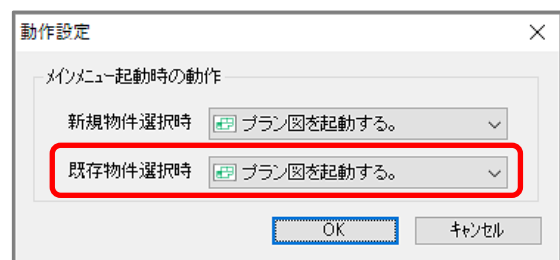 動作設定
ﾒｲﾝﾒﾆｭｰ起動時の動作
新規物件選択時 プラン図を起動する。
既存物件選択時 プラン図を起動する。
OK ｷｬﾝｾﾙ